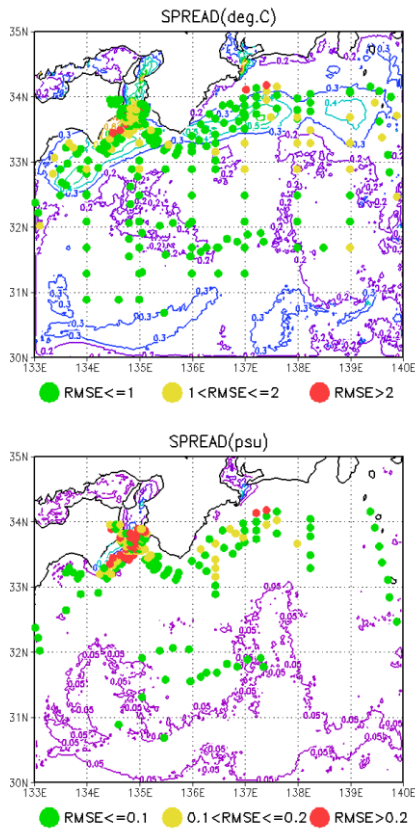 SPREAD(deg.C)
35N
34N
33N
32N
31N
30N
133E 134E 135E 136E 137E 138E 139E 140E
RMSE<=1 1<RMSE<=2 RMSE>2
SPREAD(psu)
35N
34N
33N
32N
31N
30N
133E 134E 135E 136E 137E 138E 139E 140E
RMSE<=0.1 0.1<RMSE<=0.2 RMSE>0.2